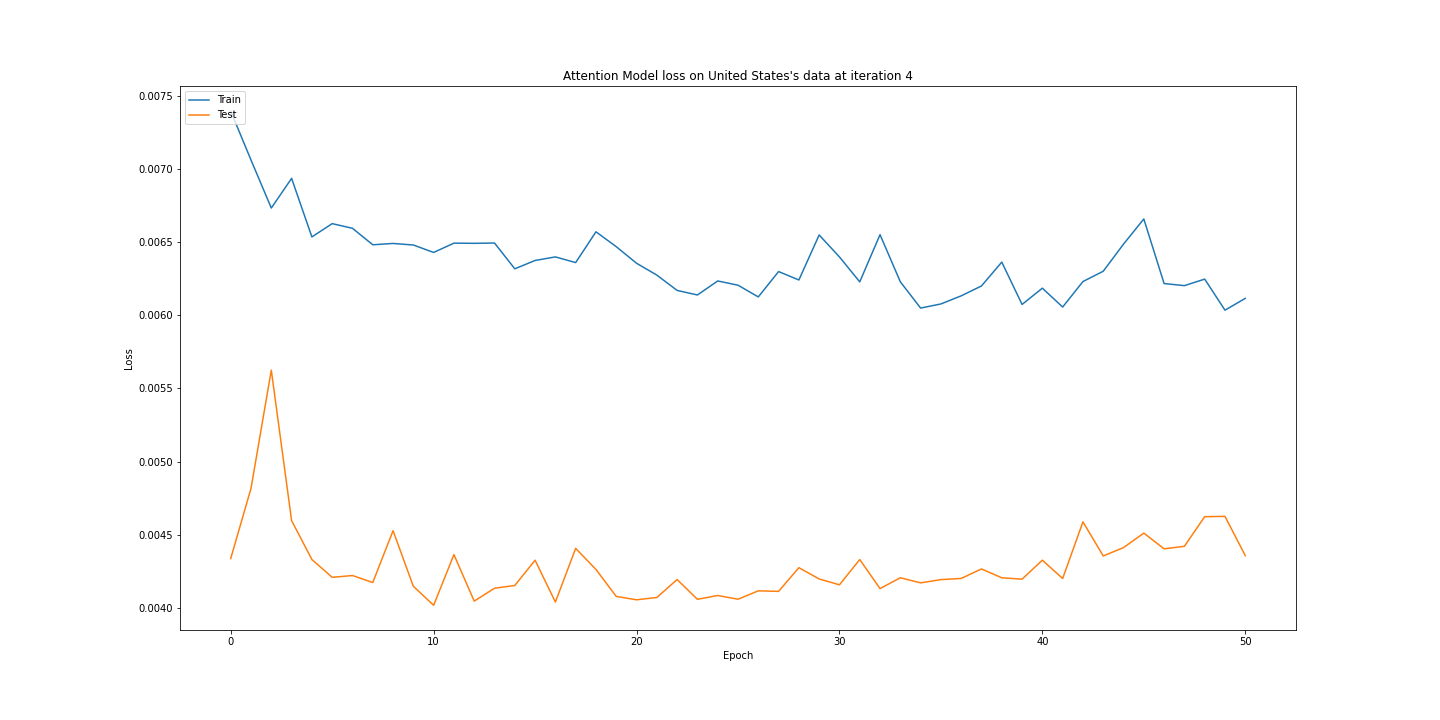 Attention Model loss on United States's data at iteration 4
Train
Test
0.0075
0.0070
0.0065
0.0060
0.0055
0.0050
0.0045
0.0040
Loss
0 10 20 30 40 50
Epoch